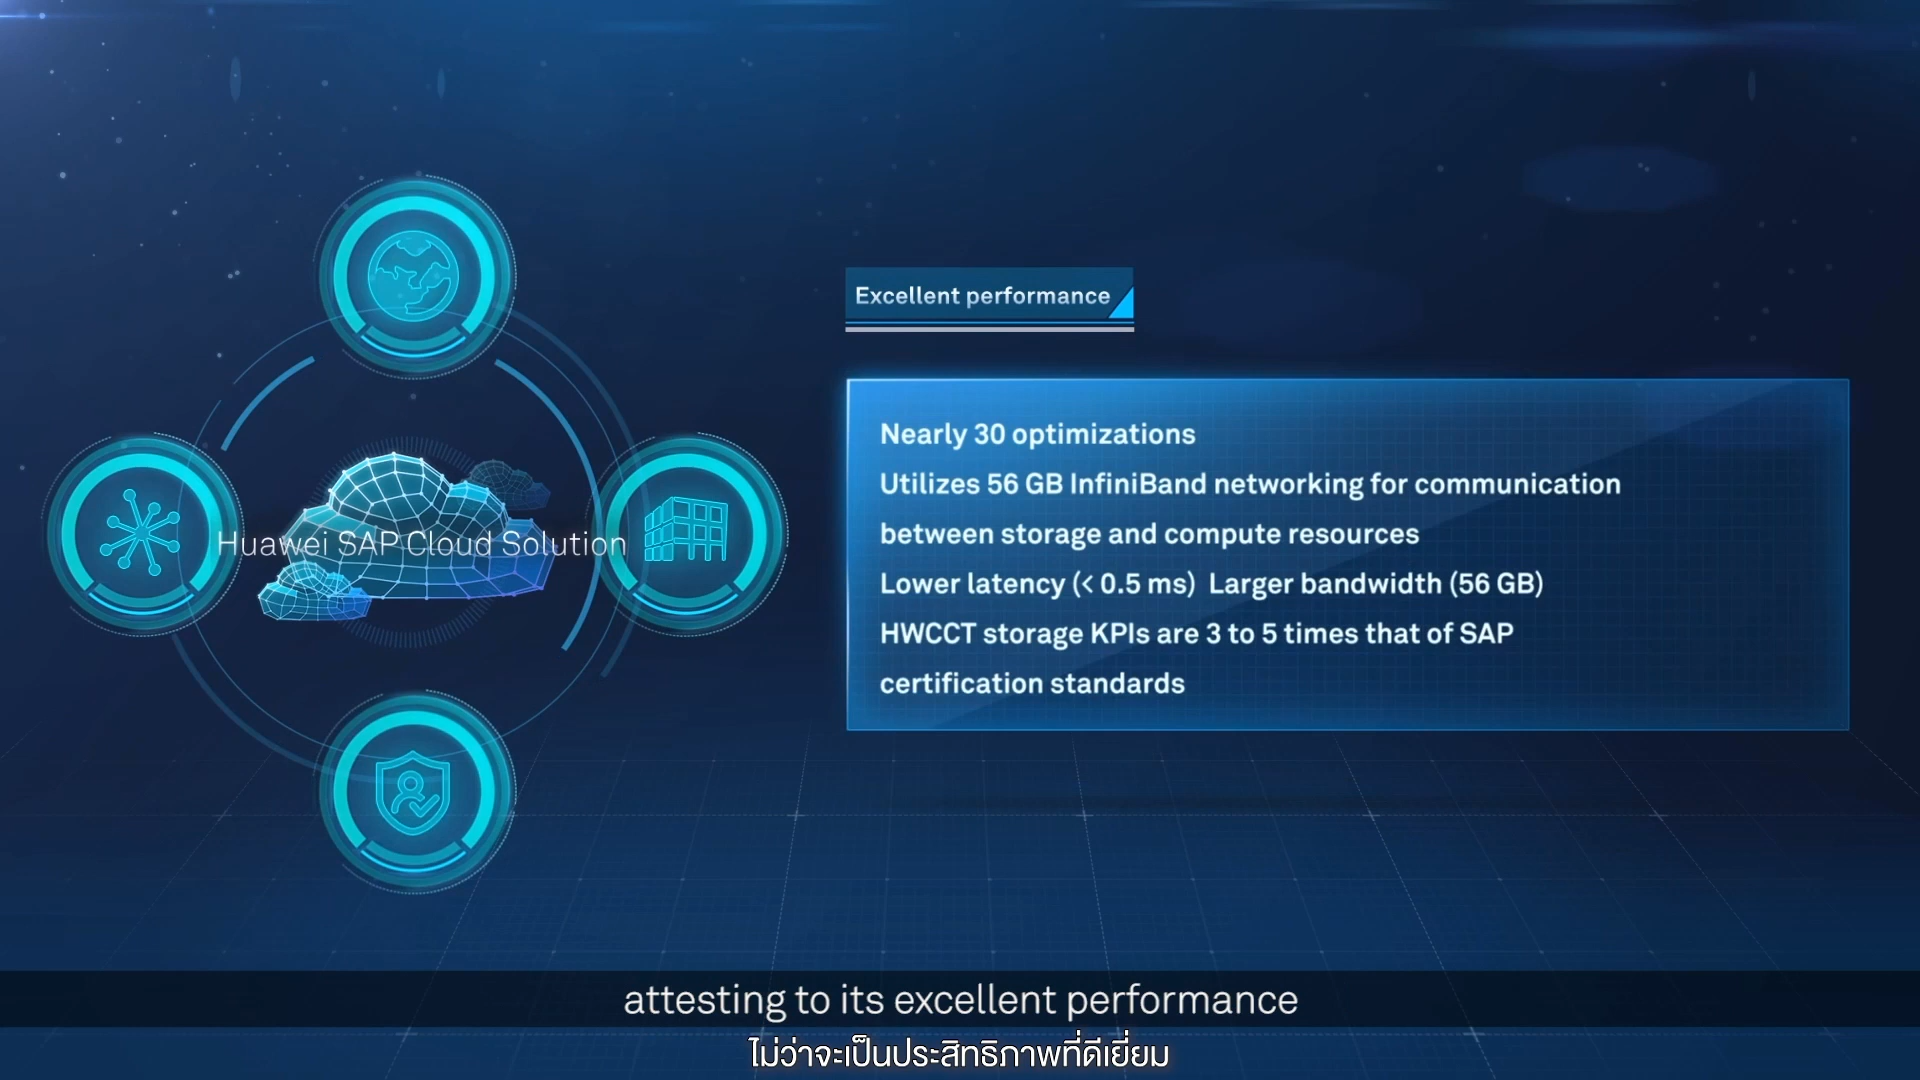 Excellent performance
Huawei SAP Cloud Solution
Nearly 30 optimizations
Utilizes 56 GB InfiniBand networking for communication
between storage and compute resources
Lower latency (< 0.5 ms) Larger bandwidth (56 GB)
HWCCT storage KPIs are 3 to 5 times that of SAP
certification standards
attesting to its excellent performance
ไม่ว่าจะเป็นประสิทธิภาพที่ดีเยี่ยม